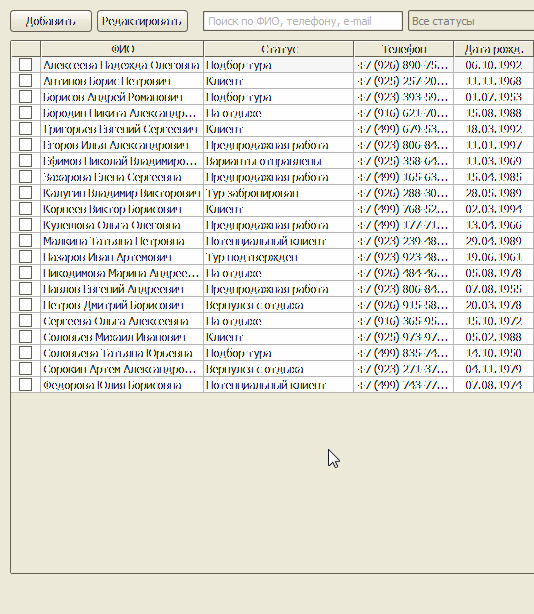 Добавить Редактировать Поиск по ФИО, телефону, e-mail Все статусы
ФИО Статус Телефон Дата рожд.
Алексеева Надежда Олеговна Подбор тура +7 (926) 890-75... 06.10.1992
Антипов Борис Петрович Клиент +7 (925) 257-20... 11.11.1968
Борисов Андрей Романович Подбор тура +7 (923) 393-59... 01.07.1953
Бородин Никита Александр... На отдыхе +7 (916) 621-70... 15.08.1988
Григорьев Евгений Сергеевич Клиент +7 (499) 679-53... 18.03.1992
Егоров Илья Александрович Предпродажная работа +7 (923) 806-84... 11.01.1997
Ефимов Николай Владимиро... Варианты отправлены +7 (925) 358-64... 11.03.1969
Захарова Елена Сергеевна Предпродажная работа +7 (499) 165-63... 15.04.1985
Калугин Владимир Викторович Тур забронирован +7 (926) 288-30... 28.05.1989
Корнеев Виктор Борисович Клиент +7 (499) 768-52... 02.03.1994
Кулешова Ольга Олеговна Предпродажная работа +7 (499) 177-71... 13.04.1966
Малкина Татьяна Петровна Потенциальный клиент +7 (923) 239-48... 29.04.1989
Назаров Иван Артемович Тур подтвержден +7 (923) 923-48... 19.06.1961
Никодимова Марина Андрее... На отдыхе +7 (926) 484-46... 05.08.1978
Павлов Евгений Андреевич Предпродажная работа +7 (923) 806-84... 07.08.1955
Петров Дмитрий Борисович Вернулся с отдыха +7 (926) 915-58... 20.03.1978
Сергеева Ольга Алексеевна На отдыхе +7 (916) 365-95... 15.10.1972
Соловьев Михаил Иванович Клиент +7 (925) 973-97... 05.02.1988
Соловьева Татьяна Юрьевна Подбор тура +7 (499) 835-74... 14.10.1950
Сорокин Артем Александро... Вернулся с отдыха +7 (923) 271-37... 04.11.1979
Федорова Юлия Борисовна Потенциальный клиент +7 (499) 743-77... 07.08.1974